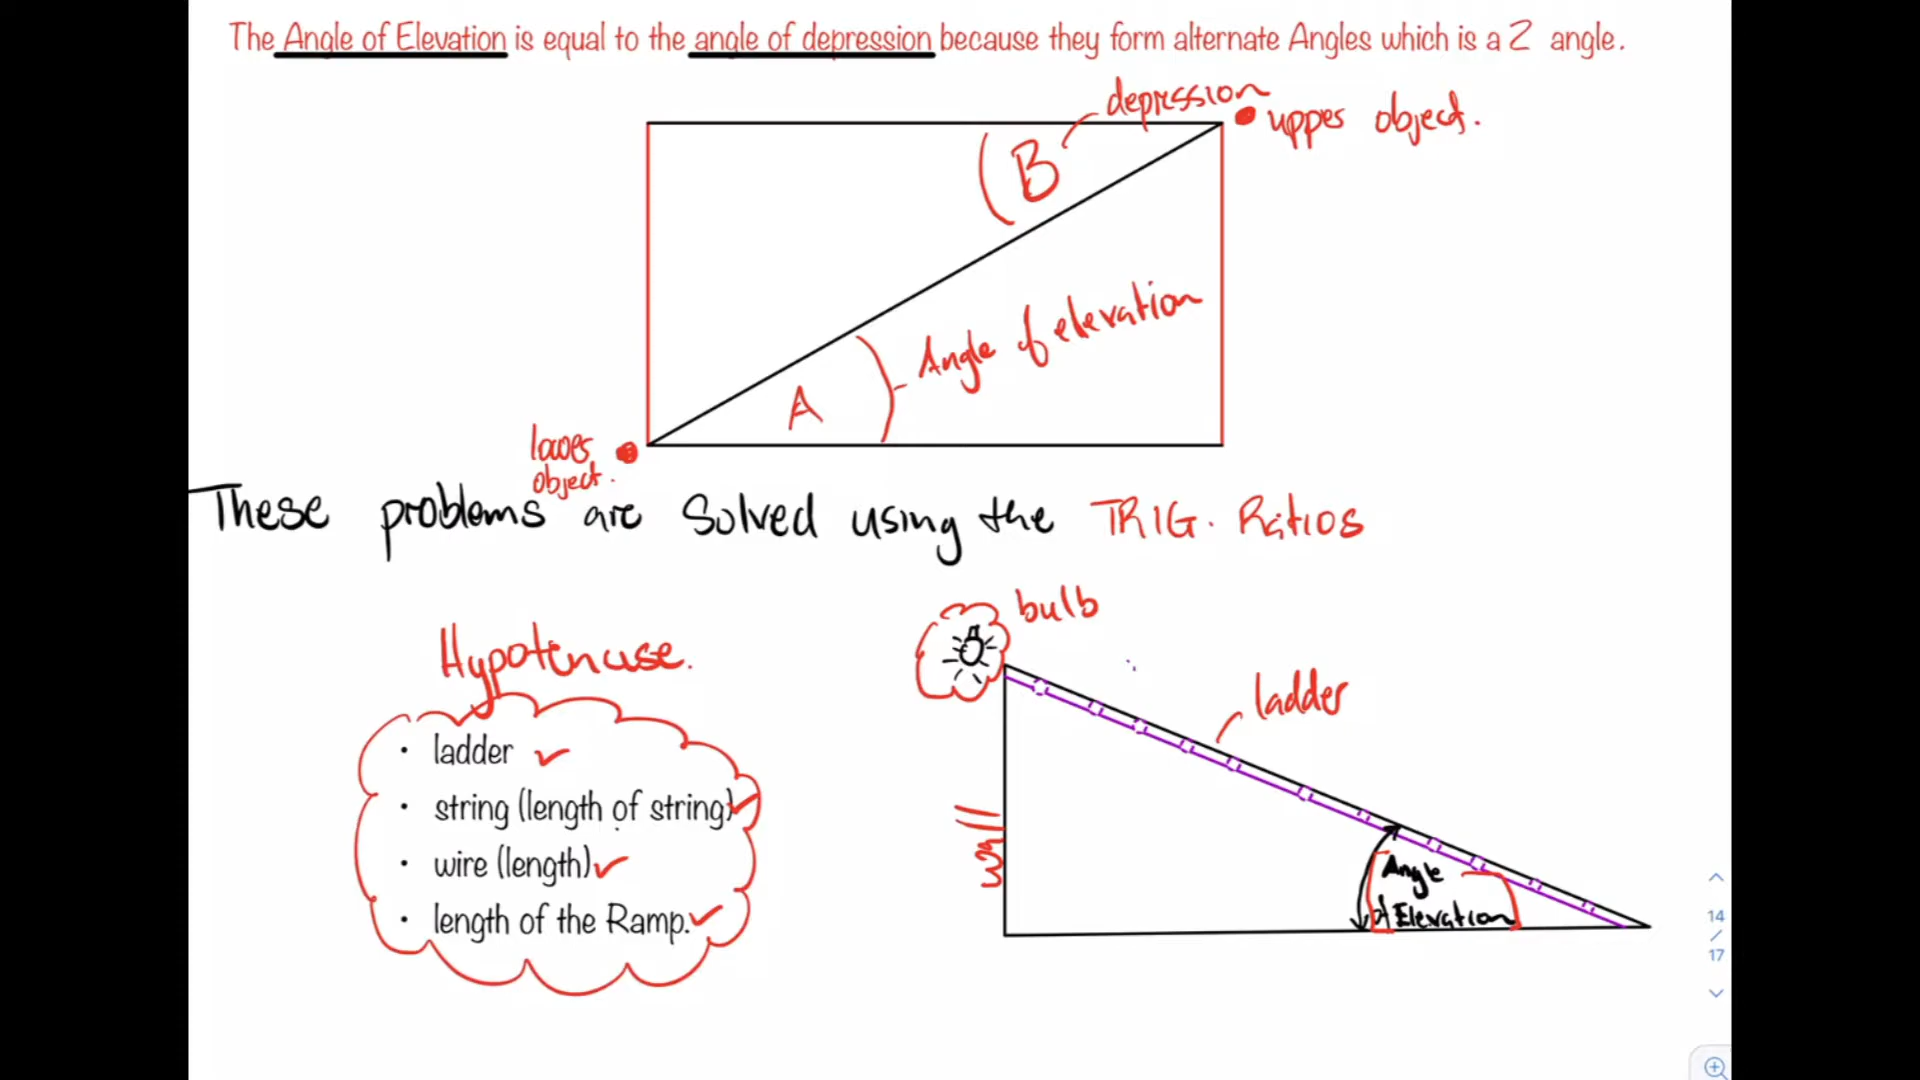 The Angle of Elevation is equal to the angle of depression because they form alternate Angles which is a Z angle.
depression
upper object.
B
Angle of elevation
A
lower
object.
These problems are Solved using the TRIG. Ratios
bulb
Hypotenuse.
ladder
• ladder
• string (length of string)
• wire (length)
• length of the Ramp.
wall
Angle
of Elevation
14
/
17